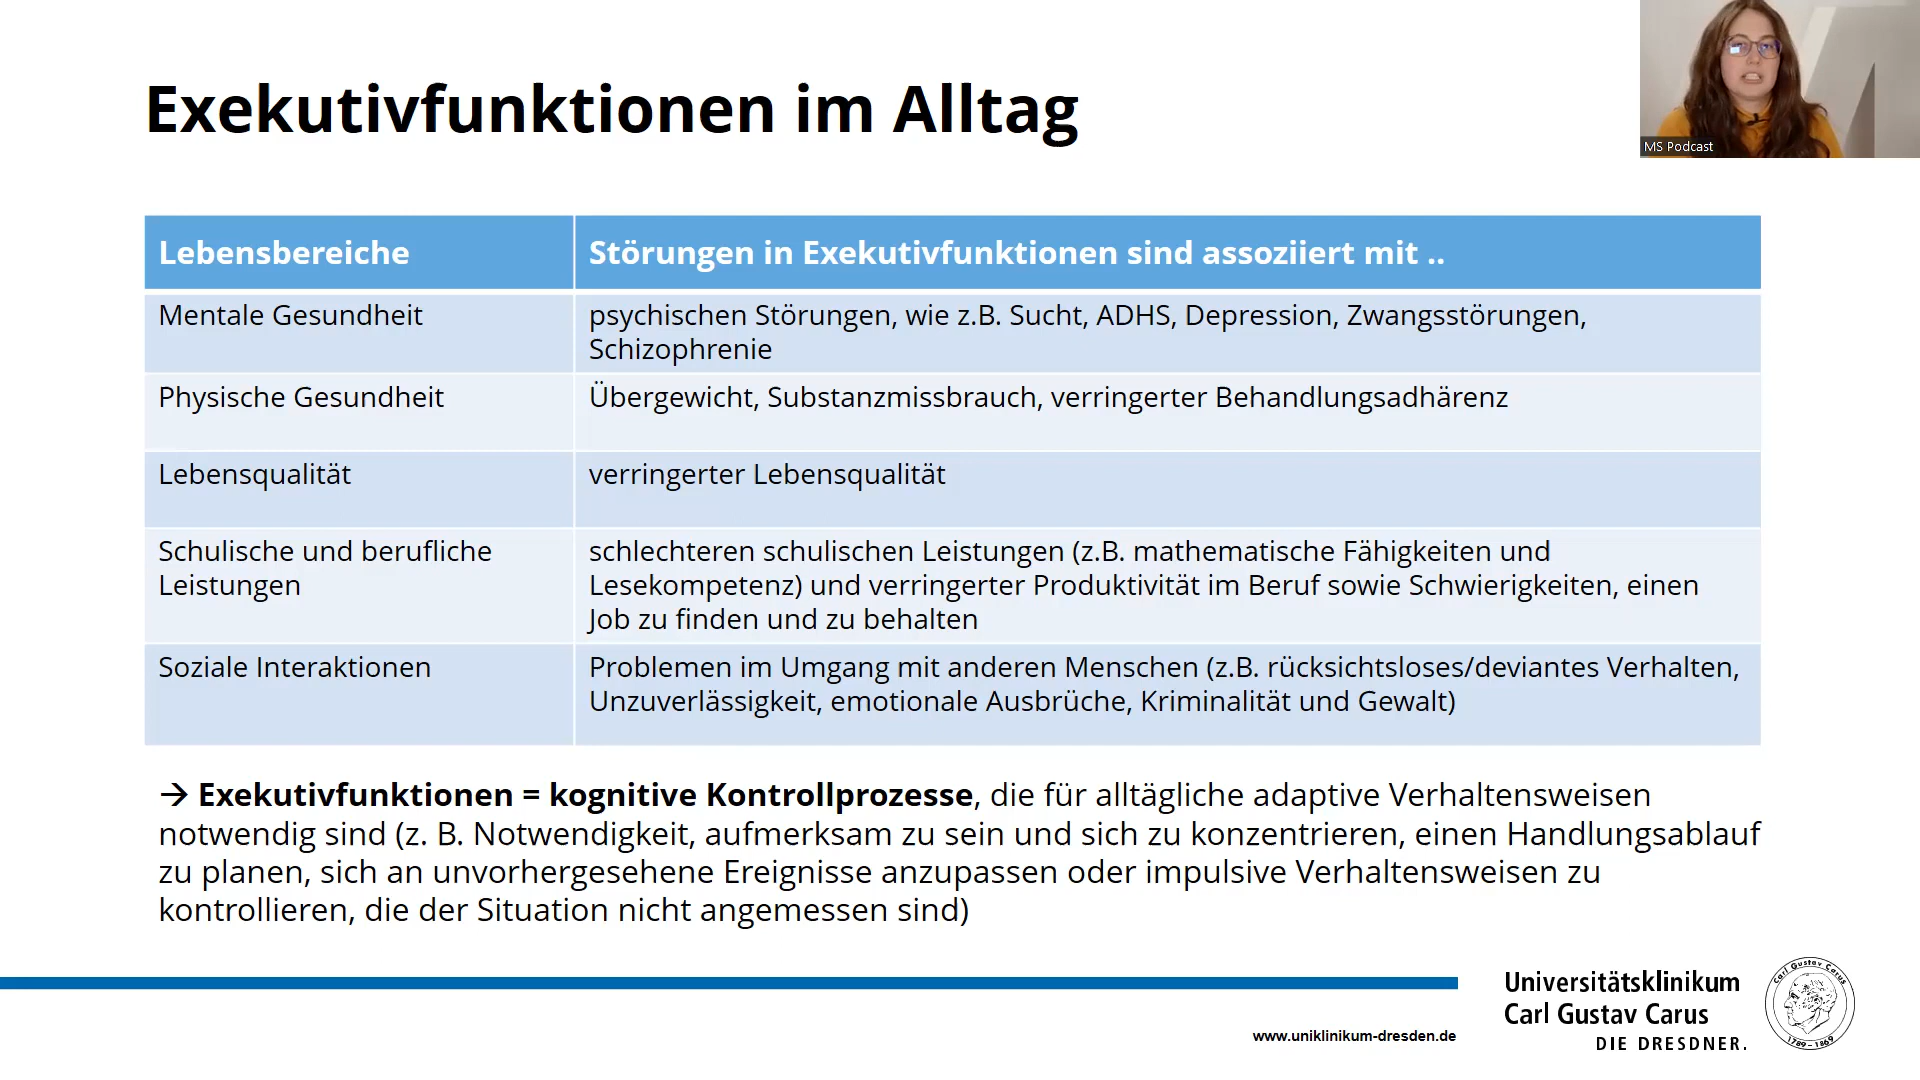 Exekutivfunktionen im Alltag
MS Podcast
Lebensbereiche
Störungen in Exekutivfunktionen sind assoziiert mit ..
Mentale Gesundheit
psychischen Störungen, wie z.B. Sucht, ADHS, Depression, Zwangsstörungen,
Schizophrenie
Physische Gesundheit
Übergewicht, Substanzmissbrauch, verringerter Behandlungsadhärenz
Lebensqualität
verringerter Lebensqualität
Schulische und berufliche
Leistungen
schlechteren schulischen Leistungen (z.B. mathematische Fähigkeiten und
Lesekompetenz) und verringerter Produktivität im Beruf sowie Schwierigkeiten, einen
Job zu finden und zu behalten
Soziale Interaktionen
Problemen im Umgang mit anderen Menschen (z.B. rücksichtsloses/deviantes Verhalten,
Unzuverlässigkeit, emotionale Ausbrüche, Kriminalität und Gewalt)
→ Exekutivfunktionen = kognitive Kontrollprozesse, die für alltägliche adaptive Verhaltensweisen
notwendig sind (z. B. Notwendigkeit, aufmerksam zu sein und sich zu konzentrieren, einen Handlungsablauf
zu planen, sich an unvorhergesehene Ereignisse anzupassen oder impulsive Verhaltensweisen zu
kontrollieren, die der Situation nicht angemessen sind)
www.uniklinikum-dresden.de
Universitätsklinikum
Carl Gustav Carus
DIE DRESDNER.
Carl Gustav Carus
1789–1869